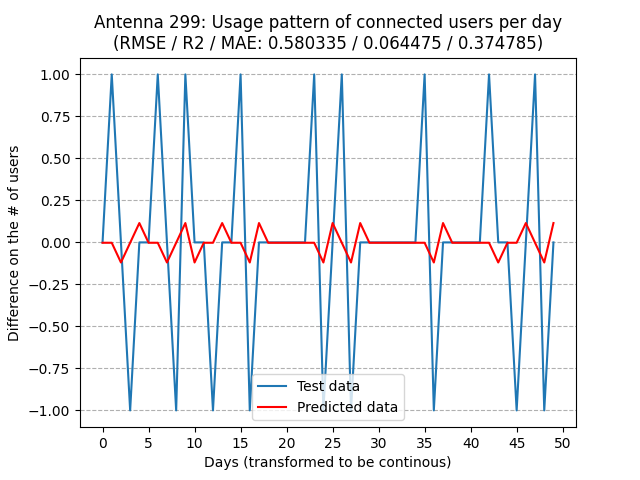 Antenna 299: Usage pattern of connected users per day
(RMSE / R2 / MAE: 0.580335 / 0.064475 / 0.374785)
Difference on the # of users
1.00
0.75
0.50
0.25
0.00
−0.25
−0.50
−0.75
−1.00
Test data
Predicted data
0 5 10 15 20 25 30 35 40 45 50
Days (transformed to be continous)